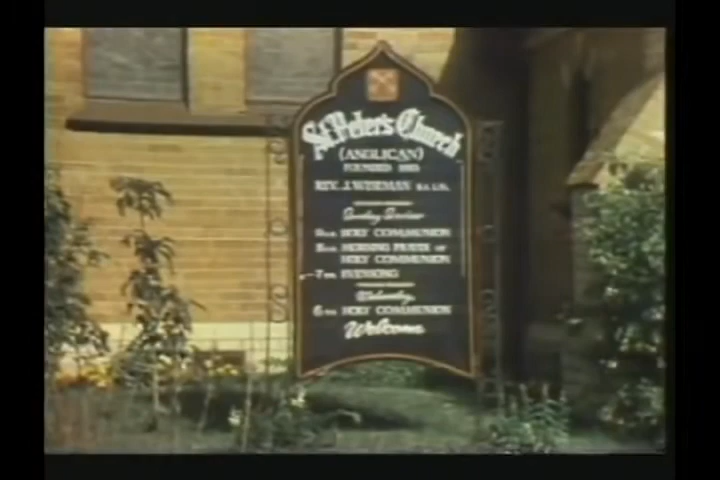 St. Peter's Church
(ANGLICAN)
FOUNDED
REV. J.
Sunday Services
HOLY COMMUNION
MORNING PRAYER or
HOLY COMMUNION
7 PM EVENSONG
Wednesday
HOLY COMMUNION
Welcome